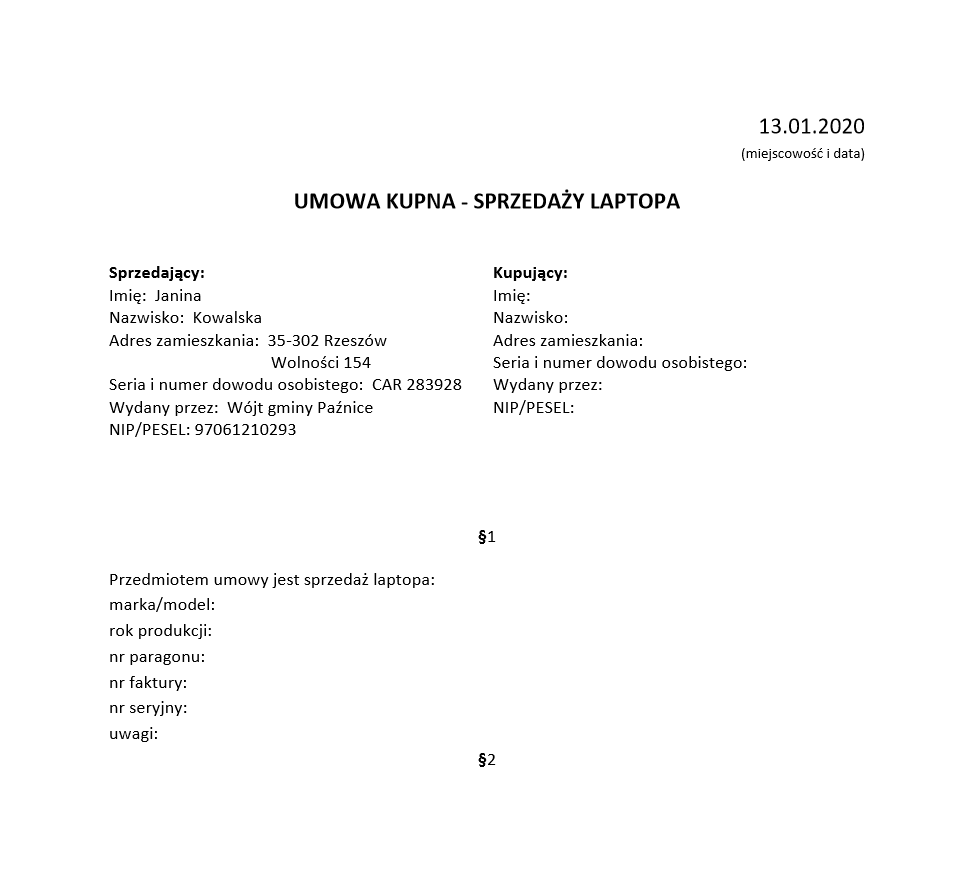 13.01.2020
(miejscowość i data)
UMOWA KUPNA - SPRZEDAŻY LAPTOPA
Sprzedający:
Imię: Janina
Nazwisko: Kowalska
Adres zamieszkania: 35-302 Rzeszów
Wolności 154
Seria i numer dowodu osobistego: CAR 283928
Wydany przez: Wójt gminy Paźnice
NIP/PESEL: 97061210293
Kupujący:
Imię:
Nazwisko:
Adres zamieszkania:
Seria i numer dowodu osobistego:
Wydany przez:
NIP/PESEL:
§1
Przedmiotem umowy jest sprzedaż laptopa:
marka/model:
rok produkcji:
nr paragonu:
nr faktury:
nr seryjny:
uwagi:
§2